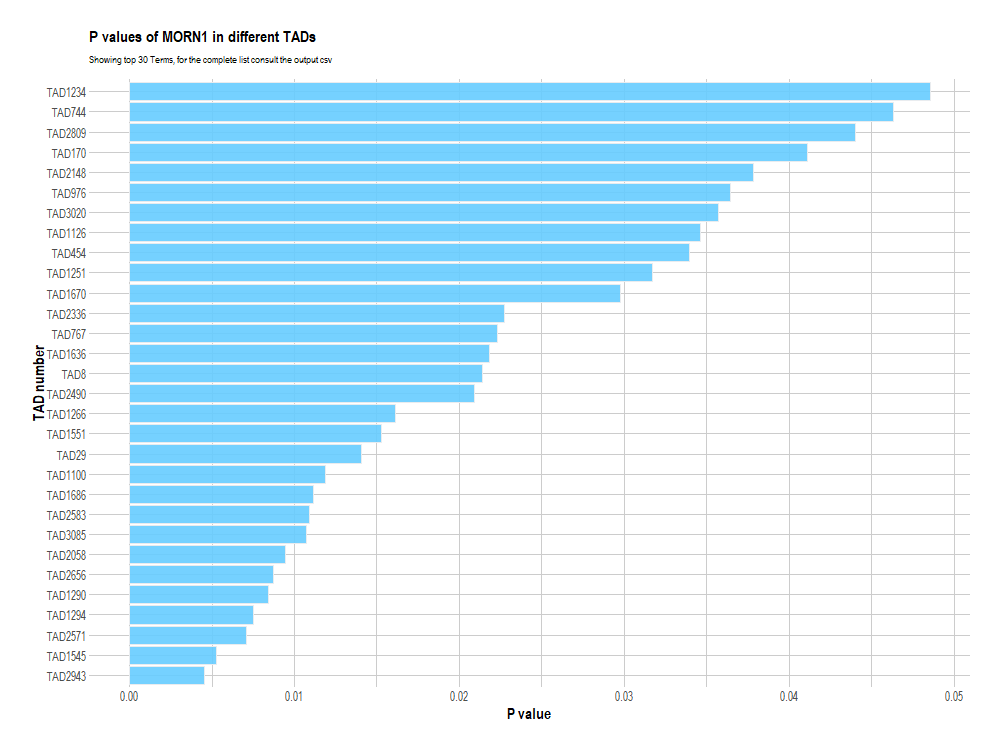 P values of MORN1 in different TADs
Showing top 30 Terms, for the complete list consult the output csv
TAD number
TAD1234
TAD744
TAD2809
TAD170
TAD2148
TAD976
TAD3020
TAD1126
TAD454
TAD1251
TAD1670
TAD2336
TAD767
TAD1636
TAD8
TAD2490
TAD1266
TAD1551
TAD29
TAD1100
TAD1686
TAD2583
TAD3085
TAD2058
TAD2656
TAD1290
TAD1294
TAD2571
TAD1545
TAD2943
0.00 0.01 0.02 0.03 0.04 0.05
P value